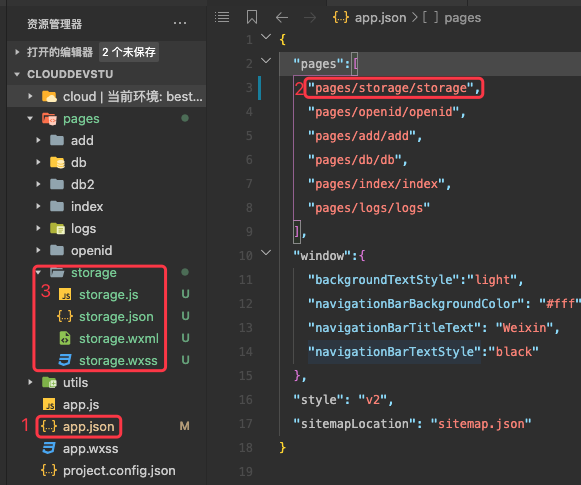 资源管理器
打开的编辑器 2 个未保存
CLOUDDEVSTU
cloud | 当前环境: best...
pages
add
db
db2
index
logs
openid
storage
3
storage.js U
storage.json U
storage.wxml U
storage.wxss U
utils
app.js
1
app.json M
app.wxss
project.config.json
app.json > [ ] pages
1 {
2 "pages":[
2
3 "pages/storage/storage",
4 "pages/openid/openid",
5 "pages/add/add",
6 "pages/db/db",
7 "pages/index/index",
8 "pages/logs/logs"
9 ],
10 "window":{
11 "backgroundTextStyle":"light",
12 "navigationBarBackgroundColor": "#fff"
13 "navigationBarTitleText": "Weixin",
14 "navigationBarTextStyle":"black"
15 },
16 "style": "v2",
17 "sitemapLocation": "sitemap.json"
18 }
19